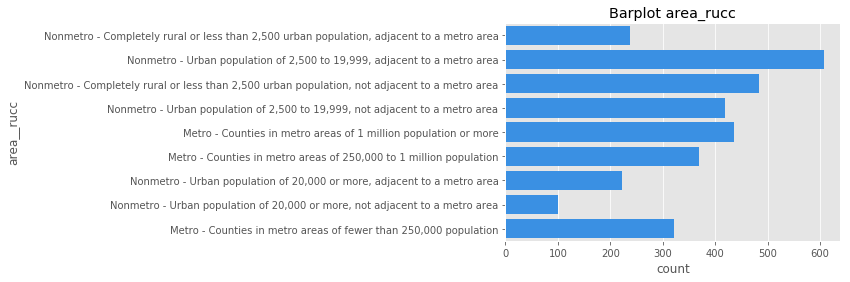 Barplot area_rucc
Nonmetro - Completely rural or less than 2,500 urban population, adjacent to a metro area
Nonmetro - Urban population of 2,500 to 19,999, adjacent to a metro area
Nonmetro - Completely rural or less than 2,500 urban population, not adjacent to a metro area
Nonmetro - Urban population of 2,500 to 19,999, not adjacent to a metro area
Metro - Counties in metro areas of 1 million population or more
Metro - Counties in metro areas of 250,000 to 1 million population
Nonmetro - Urban population of 20,000 or more, adjacent to a metro area
Nonmetro - Urban population of 20,000 or more, not adjacent to a metro area
Metro - Counties in metro areas of fewer than 250,000 population
area__rucc
0 100 200 300 400 500 600
count